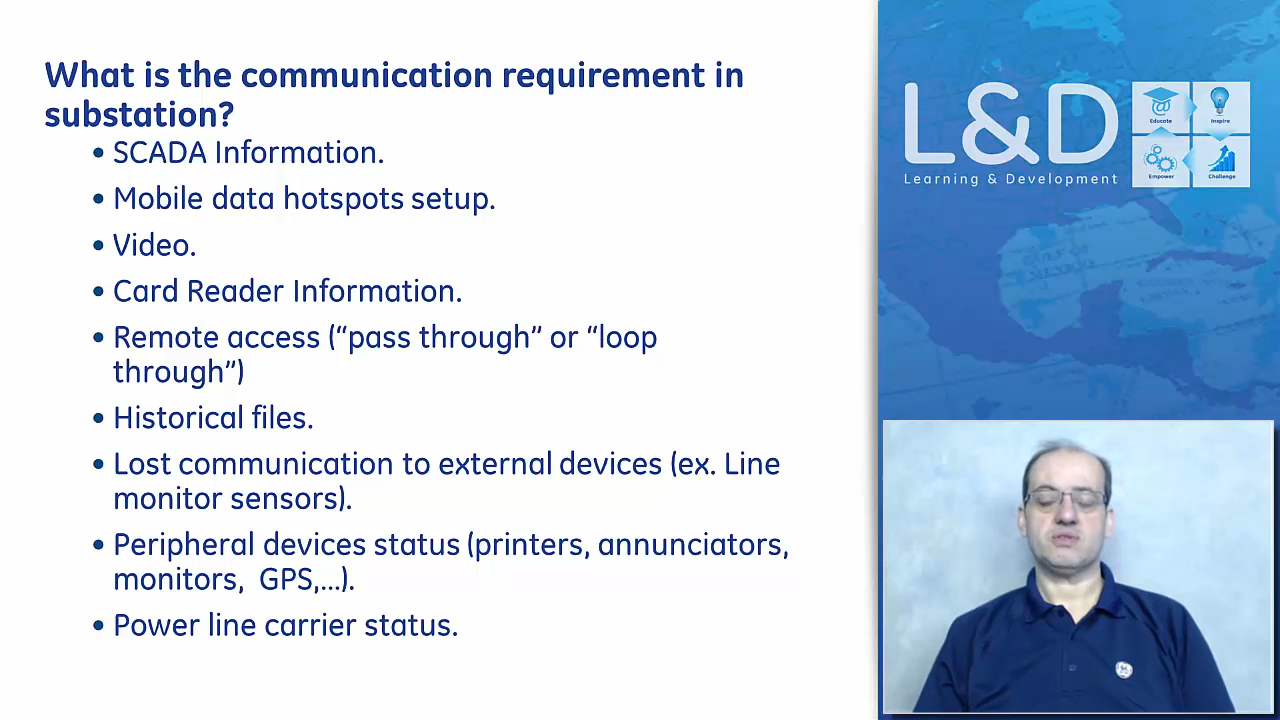 What is the communication requirement in
substation?
• SCADA Information.
• Mobile data hotspots setup.
• Video.
• Card Reader Information.
• Remote access (“pass through” or “loop
through”)
• Historical files.
• Lost communication to external devices (ex. Line
monitor sensors).
• Peripheral devices status (printers, annunciators,
monitors,  GPS,...).
• Power line carrier status.
L&D
Learning & Development
Educate
Inspire
Empower
Challenge